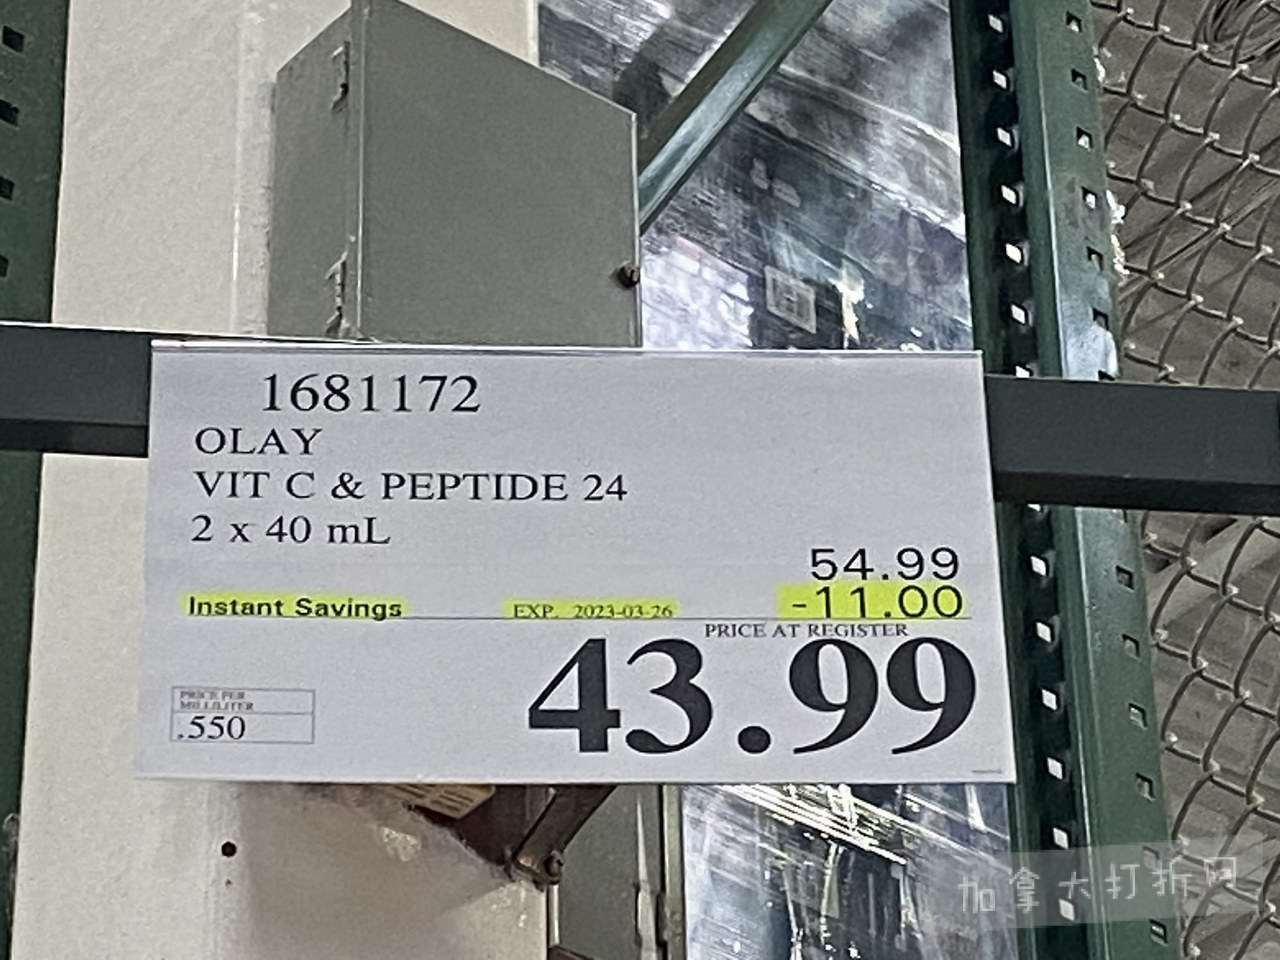 1681172
OLAY
VIT C & PEPTIDE 24
2 x 40 mL
54.99
Instant Savings EXP. 2023-03-26 -11.00
PRICE AT REGISTER
43.99
PRICE PER
MILLILITER
.550
加拿大打折网